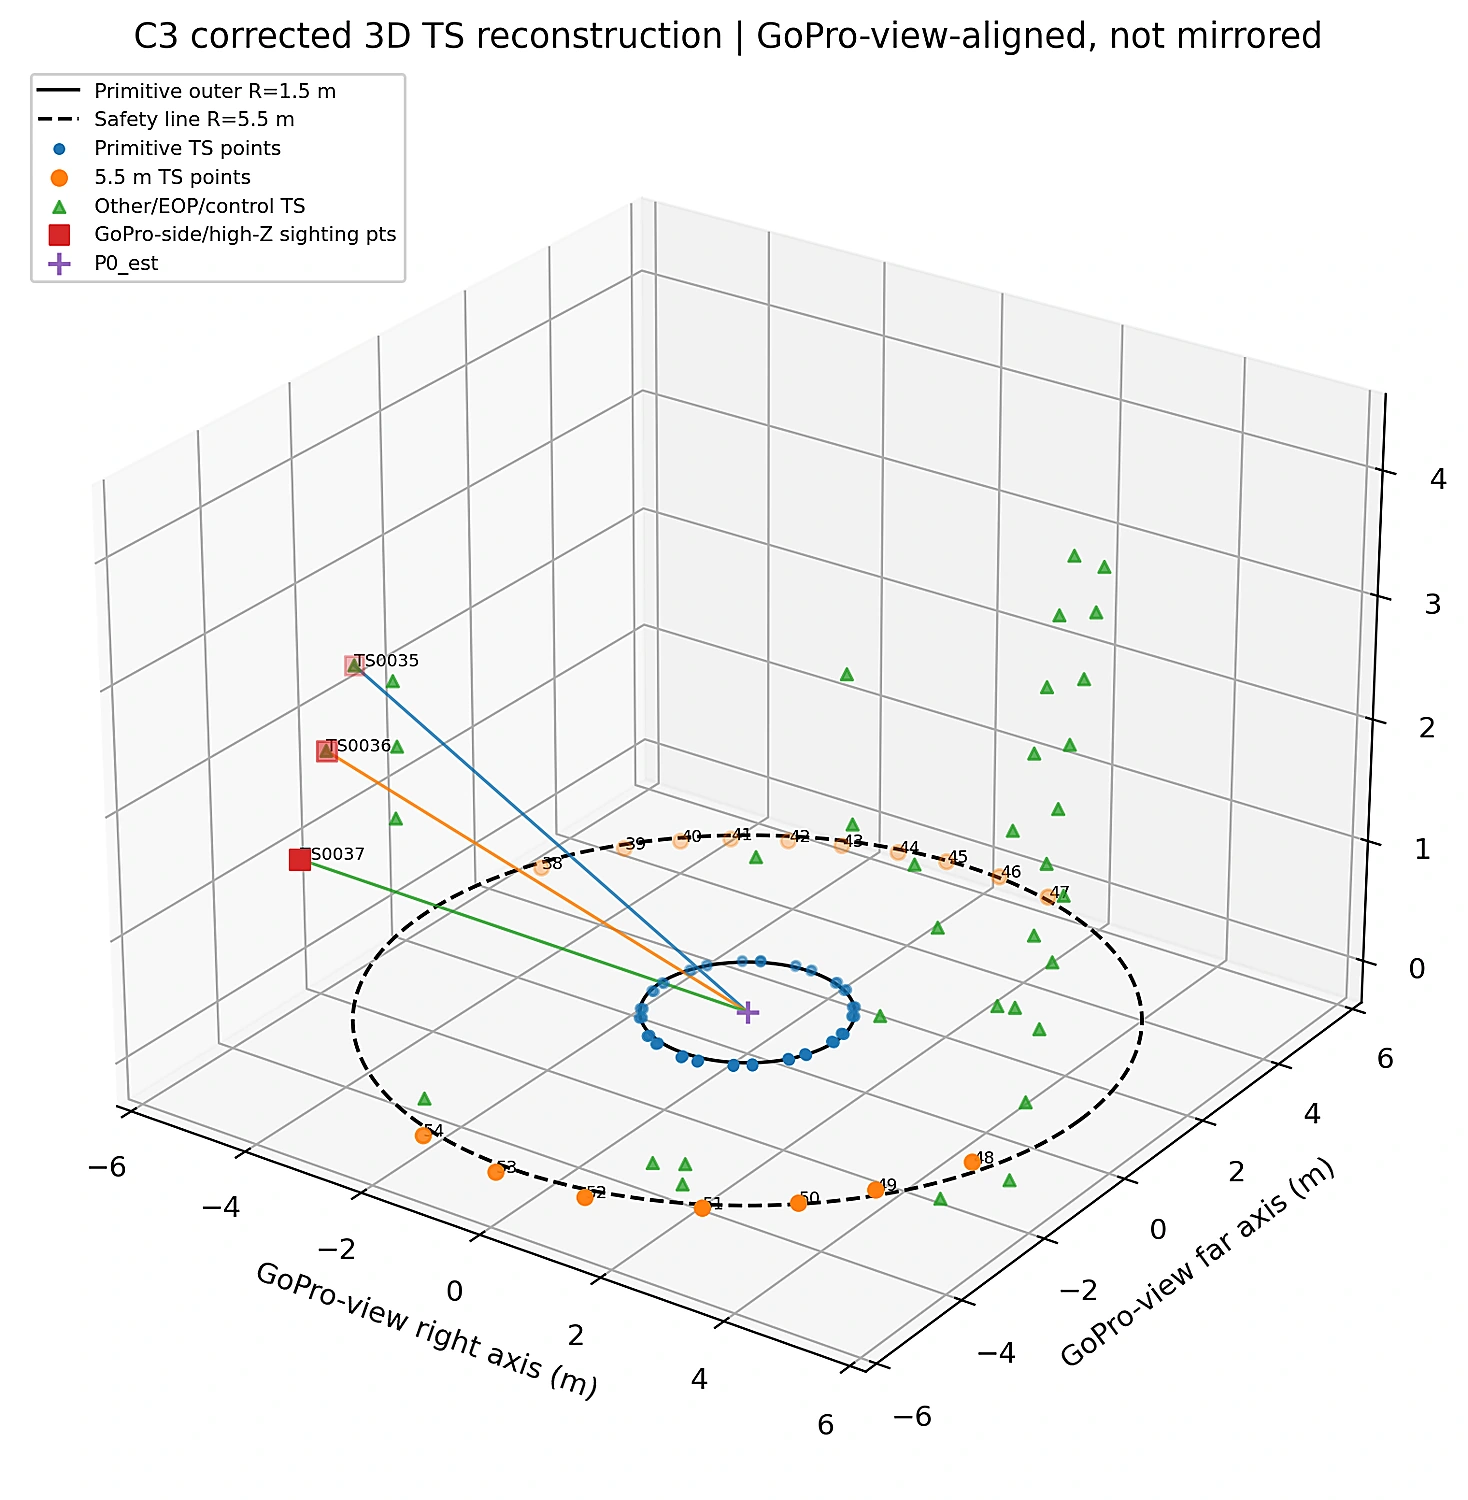 C3 corrected 3D TS reconstruction | GoPro-view-aligned, not mirrored
Primitive outer R=1.5 m
Safety line R=5.5 m
Primitive TS points
5.5 m TS points
Other/EOP/control TS
GoPro-side/high-Z sighting pts
P0_est
4
3
2
1
0
TS0035
TS0036
TS0037
38
39
40
41
42
43
44
45
46
47
54
53
52
51
50
49
48
−6
−4
−2
0
2
4
6
GoPro-view right axis (m)
6
4
2
0
−2
−4
−6
GoPro-view far axis (m)